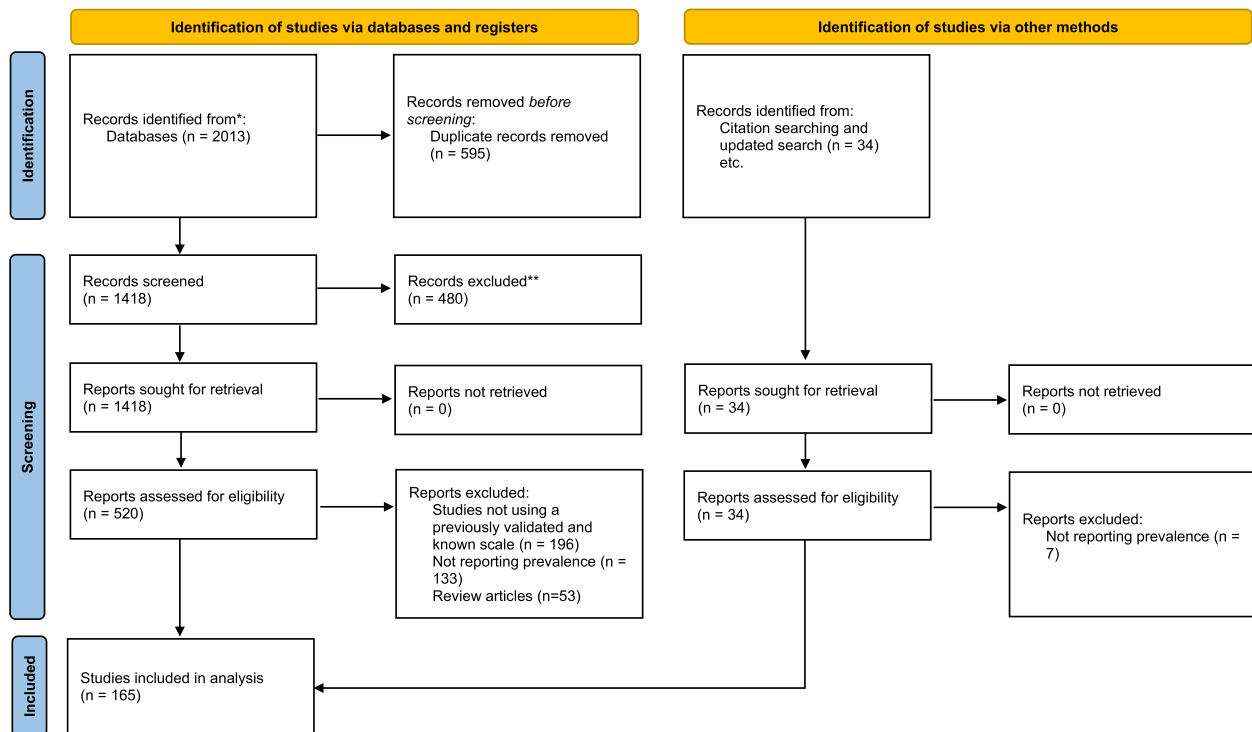 Identification of studies via databases and registers
Identification of studies via other methods
Identification
Records identified from*:
Databases (n = 2013)
Records removed before
screening:
Duplicate records removed
(n = 595)
Records identified from:
Citation searching and
updated search (n = 34)
etc.
Screening
Records screened
(n = 1418)
Records excluded**
(n = 480)
Reports sought for retrieval
(n = 1418)
Reports not retrieved
(n = 0)
Reports sought for retrieval
(n = 34)
Reports not retrieved
(n = 0)
Reports assessed for eligibility
(n = 520)
Reports excluded:
Studies not using a
previously validated and
known scale (n = 196)
Not reporting prevalence (n =
133)
Review articles (n=53)
Reports assessed for eligibility
(n = 34)
Reports excluded:
Not reporting prevalence (n =
7)
Included
Studies included in analysis
(n = 165)